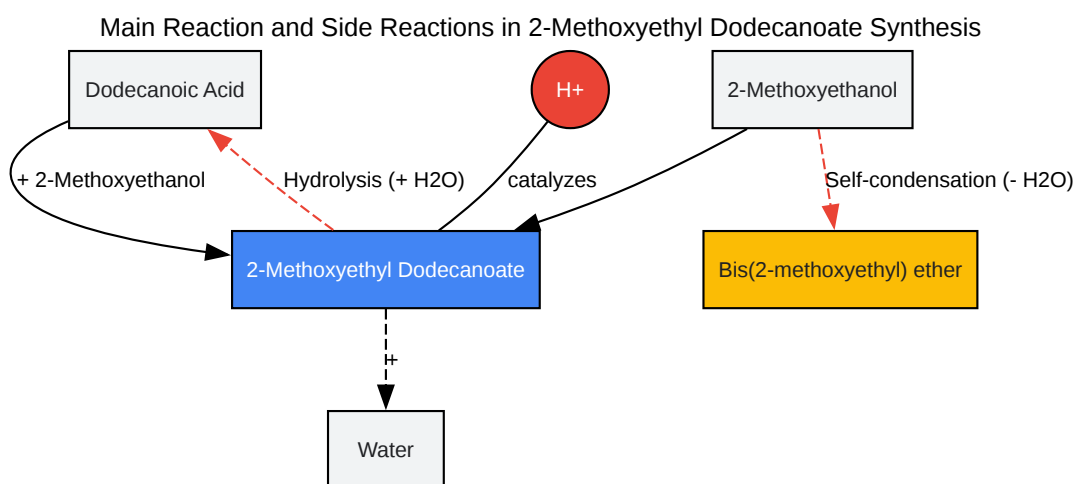 Main Reaction and Side Reactions in 2-Methoxyethyl Dodecanoate Synthesis
Dodecanoic Acid
H+
2-Methoxyethanol
+ 2-Methoxyethanol
Hydrolysis (+ H2O)
catalyzes
Self-condensation (- H2O)
2-Methoxyethyl Dodecanoate
Bis(2-methoxyethyl) ether
+
Water